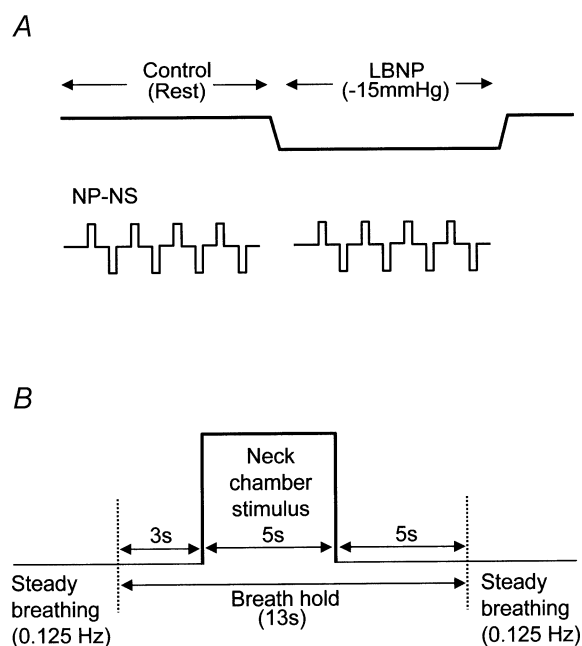 A
Control
(Rest)
LBNP
(-15mmHg)
NP-NS
B
Neck
chamber
stimulus
3s
5s
5s
Steady
breathing
(0.125 Hz)
Breath hold
(13s)
Steady
breathing
(0.125 Hz)